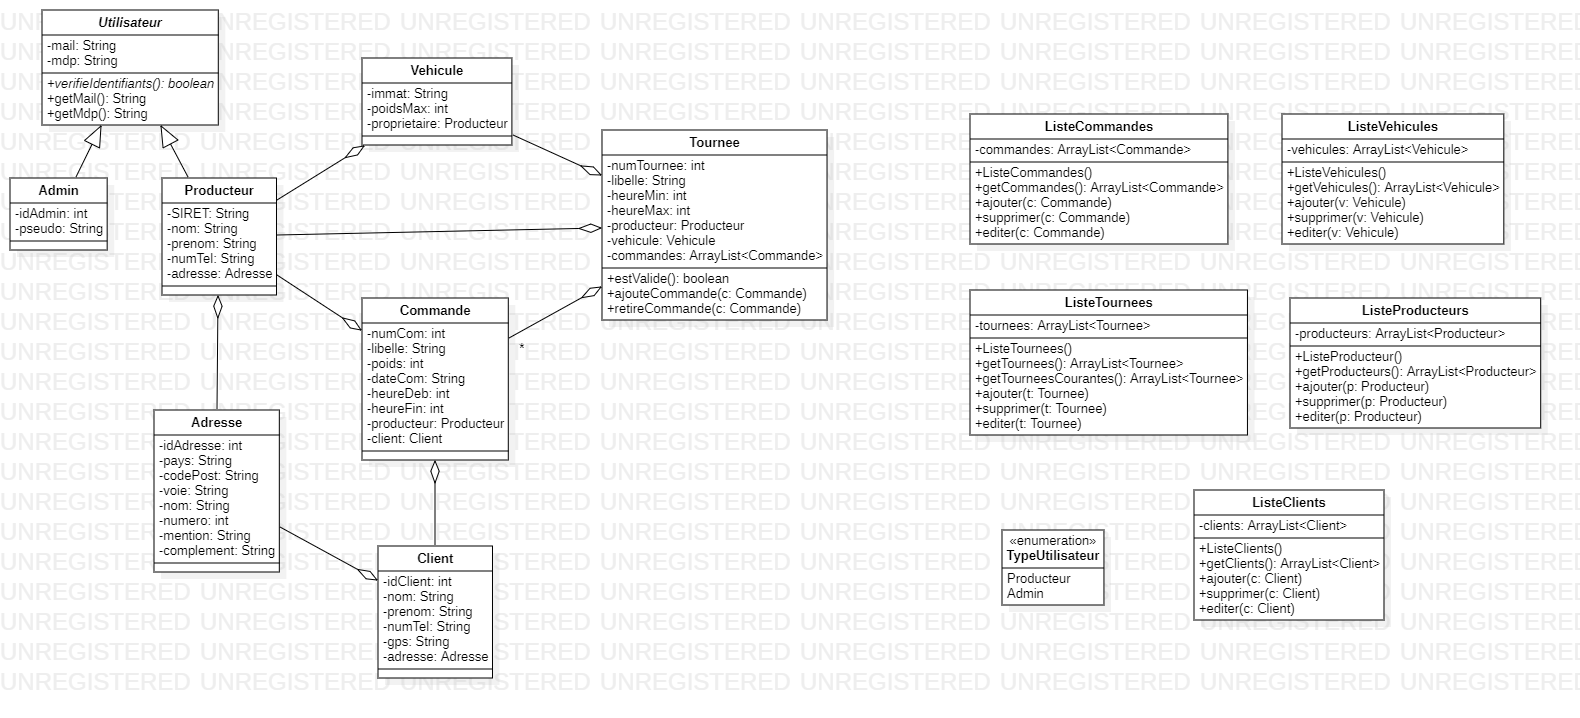 Utilisateur
-mail: String
-mdp: String
+verifieIdentifiants(): boolean
+getMail(): String
+getMdp(): String
Admin
-idAdmin: int
-pseudo: String
Producteur
-SIRET: String
-nom: String
-prenom: String
-numTel: String
-adresse: Adresse
Vehicule
-immat: String
-poidsMax: int
-proprietaire: Producteur
Tournee
-numTournee: int
-libelle: String
-heureMin: int
-heureMax: int
-producteur: Producteur
-vehicule: Vehicule
-commandes: ArrayList<Commande>
+estValide(): boolean
+ajouteCommande(c: Commande)
+retireCommande(c: Commande)
Commande
-numCom: int
-libelle: String
-poids: int
-dateCom: String
-heureDeb: int
-heureFin: int
-producteur: Producteur
-client: Client
*
Adresse
-idAdresse: int
-pays: String
-codePost: String
-voie: String
-nom: String
-numero: int
-mention: String
-complement: String
Client
-idClient: int
-nom: String
-prenom: String
-numTel: String
-gps: String
-adresse: Adresse
ListeCommandes
-commandes: ArrayList<Commande>
+ListeCommandes()
+getCommandes(): ArrayList<Commande>
+ajouter(c: Commande)
+supprimer(c: Commande)
+editer(c: Commande)
ListeVehicules
-vehicules: ArrayList<Vehicule>
+ListeVehicules()
+getVehicules(): ArrayList<Vehicule>
+ajouter(v: Vehicule)
+supprimer(v: Vehicule)
+editer(v: Vehicule)
ListeTournees
-tournees: ArrayList<Tournee>
+ListeTournees()
+getTournees(): ArrayList<Tournee>
+getTourneesCourantes(): ArrayList<Tournee>
+ajouter(t: Tournee)
+supprimer(t: Tournee)
+editer(t: Tournee)
ListeProducteurs
-producteurs: ArrayList<Producteur>
+ListeProducteur()
+getProducteurs(): ArrayList<Producteur>
+ajouter(p: Producteur)
+supprimer(p: Producteur)
+editer(p: Producteur)
«enumeration»
TypeUtilisateur
Producteur
Admin
ListeClients
-clients: ArrayList<Client>
+ListeClients()
+getClients(): ArrayList<Client>
+ajouter(c: Client)
+supprimer(c: Client)
+editer(c: Client)
UNREGISTERED